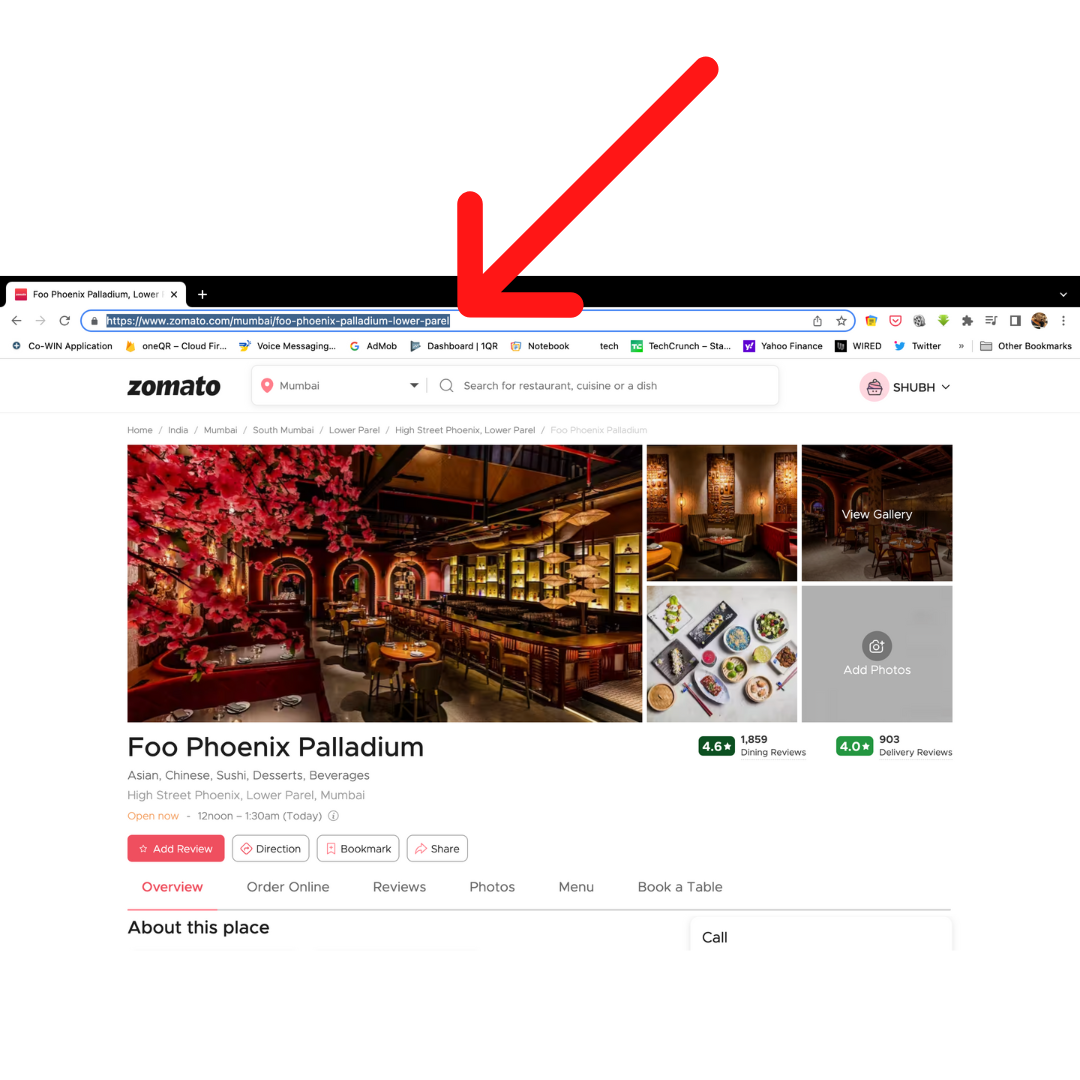 Foo Phoenix Palladium, Lower
https://www.zomato.com/mumbai/foo-phoenix-palladium-lower-parel
Co-WIN Application oneQR – Cloud Fir... Voice Messaging... AdMob Dashboard | 1QR Notebook tech TechCrunch – Sta... Yahoo Finance WIRED Twitter » Other Bookmarks
zomato Mumbai Search for restaurant, cuisine or a dish SHUBH
Home / India / Mumbai / South Mumbai / Lower Parel / High Street Phoenix, Lower Parel / Foo Phoenix Palladium
View Gallery
Add Photos
Foo Phoenix Palladium
4.6★ 1,859 Dining Reviews
4.0★ 903 Delivery Reviews
Asian, Chinese, Sushi, Desserts, Beverages
High Street Phoenix, Lower Parel, Mumbai
Open now - 12noon – 1:30am (Today)
Add Review Direction Bookmark Share
Overview Order Online Reviews Photos Menu Book a Table
About this place
Call